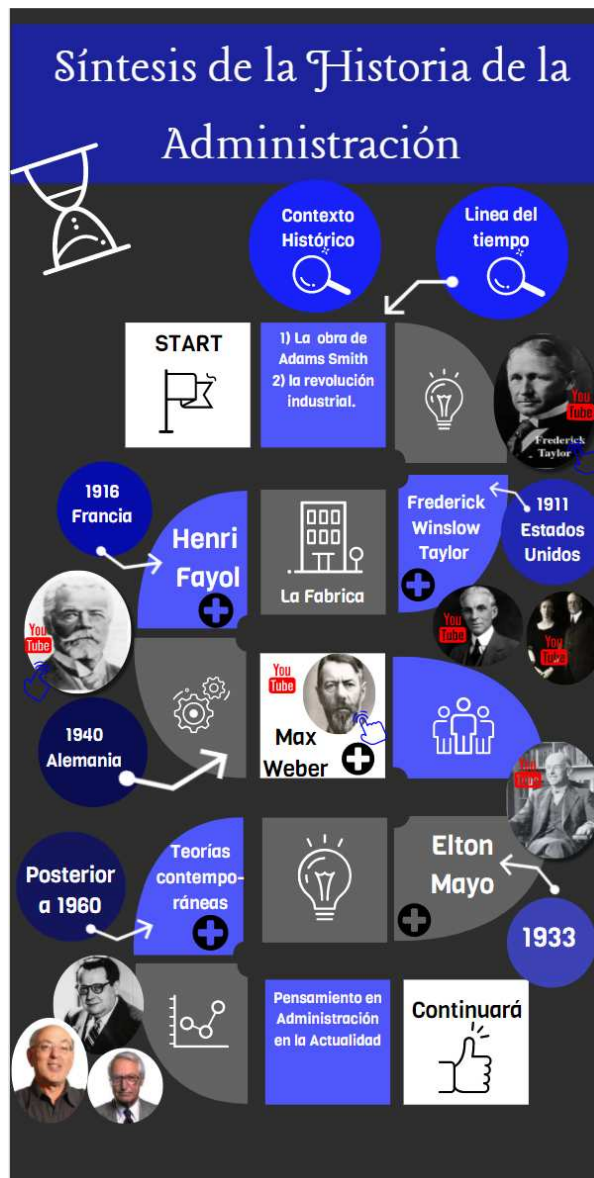 Síntesis de la Historia de la
Administración
Contexto
Histórico
Linea del
tiempo
START
1) La obra de
Adams Smith
2) la revolución
industrial.
You
Tube
Frederick
Taylor
1916
Francia
Henri
Fayol
La Fabrica
Frederick
Winslow
Taylor
1911
Estados
Unidos
You
Tube
You
Tube
You
Tube
You
Tube
Max
Weber
1940
Alemania
You
Tube
Posterior
a 1960
Teorías
contempo-
ráneas
Elton
Mayo
1933
Pensamiento en
Administración
en la Actualidad
Continuará